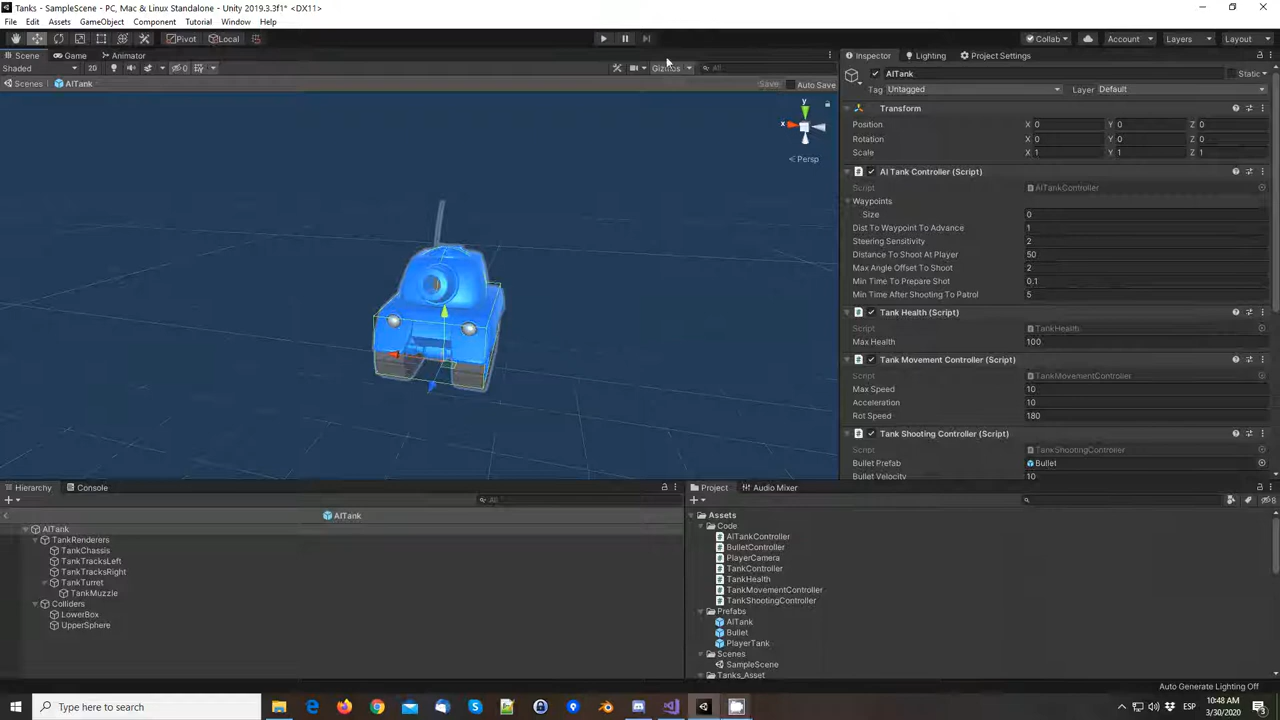 Tanks - SampleScene - PC, Mac & Linux Standalone - Unity 2019.3.3f1* <DX11>
File Edit Assets GameObject Component Tutorial Window Help
Pivot Local
Collab Account Layers Layout
Scene Game Animator
Shaded 2D 0 Gizmos All
Scenes AITank Save Auto Save
y
x
Persp
Inspector Lighting Project Settings
AITank Static
Tag Untagged Layer Default
Transform
Position X 0 Y 0 Z 0
Rotation X 0 Y 0 Z 0
Scale X 1 Y 1 Z 1
AI Tank Controller (Script)
Script AITankController
Waypoints
Size 0
Dist To Waypoint To Advance 1
Steering Sensitivity 2
Distance To Shoot At Player 50
Max Angle Offset To Shoot 2
Min Time To Prepare Shot 0.1
Min Time After Shooting To Patrol 5
Tank Health (Script)
Script TankHealth
Max Health 100
Tank Movement Controller (Script)
Script TankMovementController
Max Speed 10
Acceleration 10
Rot Speed 180
Tank Shooting Controller (Script)
Script TankShootingController
Bullet Prefab Bullet
Bullet Velocity 10
Hierarchy Console
All
AITank
AITank
TankRenderers
TankChassis
TankTracksLeft
TankTracksRight
TankTurret
TankMuzzle
Colliders
LowerBox
UpperSphere
Project Audio Mixer
8
Assets
Code
AITankController
BulletController
PlayerCamera
TankController
TankHealth
TankMovementController
TankShootingController
Prefabs
AITank
Bullet
PlayerTank
Scenes
SampleScene
Tanks_Asset
Auto Generate Lighting Off
Type here to search
ESP
10:48 AM
3/30/2020